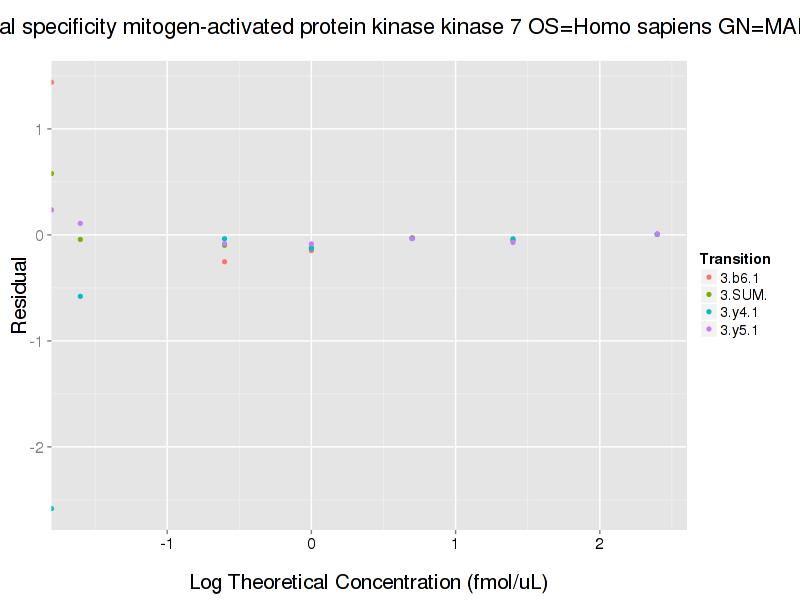 al specificity mitogen-activated protein kinase kinase 7 OS=Homo sapiens GN=MA
1
0
-1
-2
Residual
-1
0
1
2
Log Theoretical Concentration (fmol/uL)
Transition
3.b6.1
3.SUM.
3.y4.1
3.y5.1